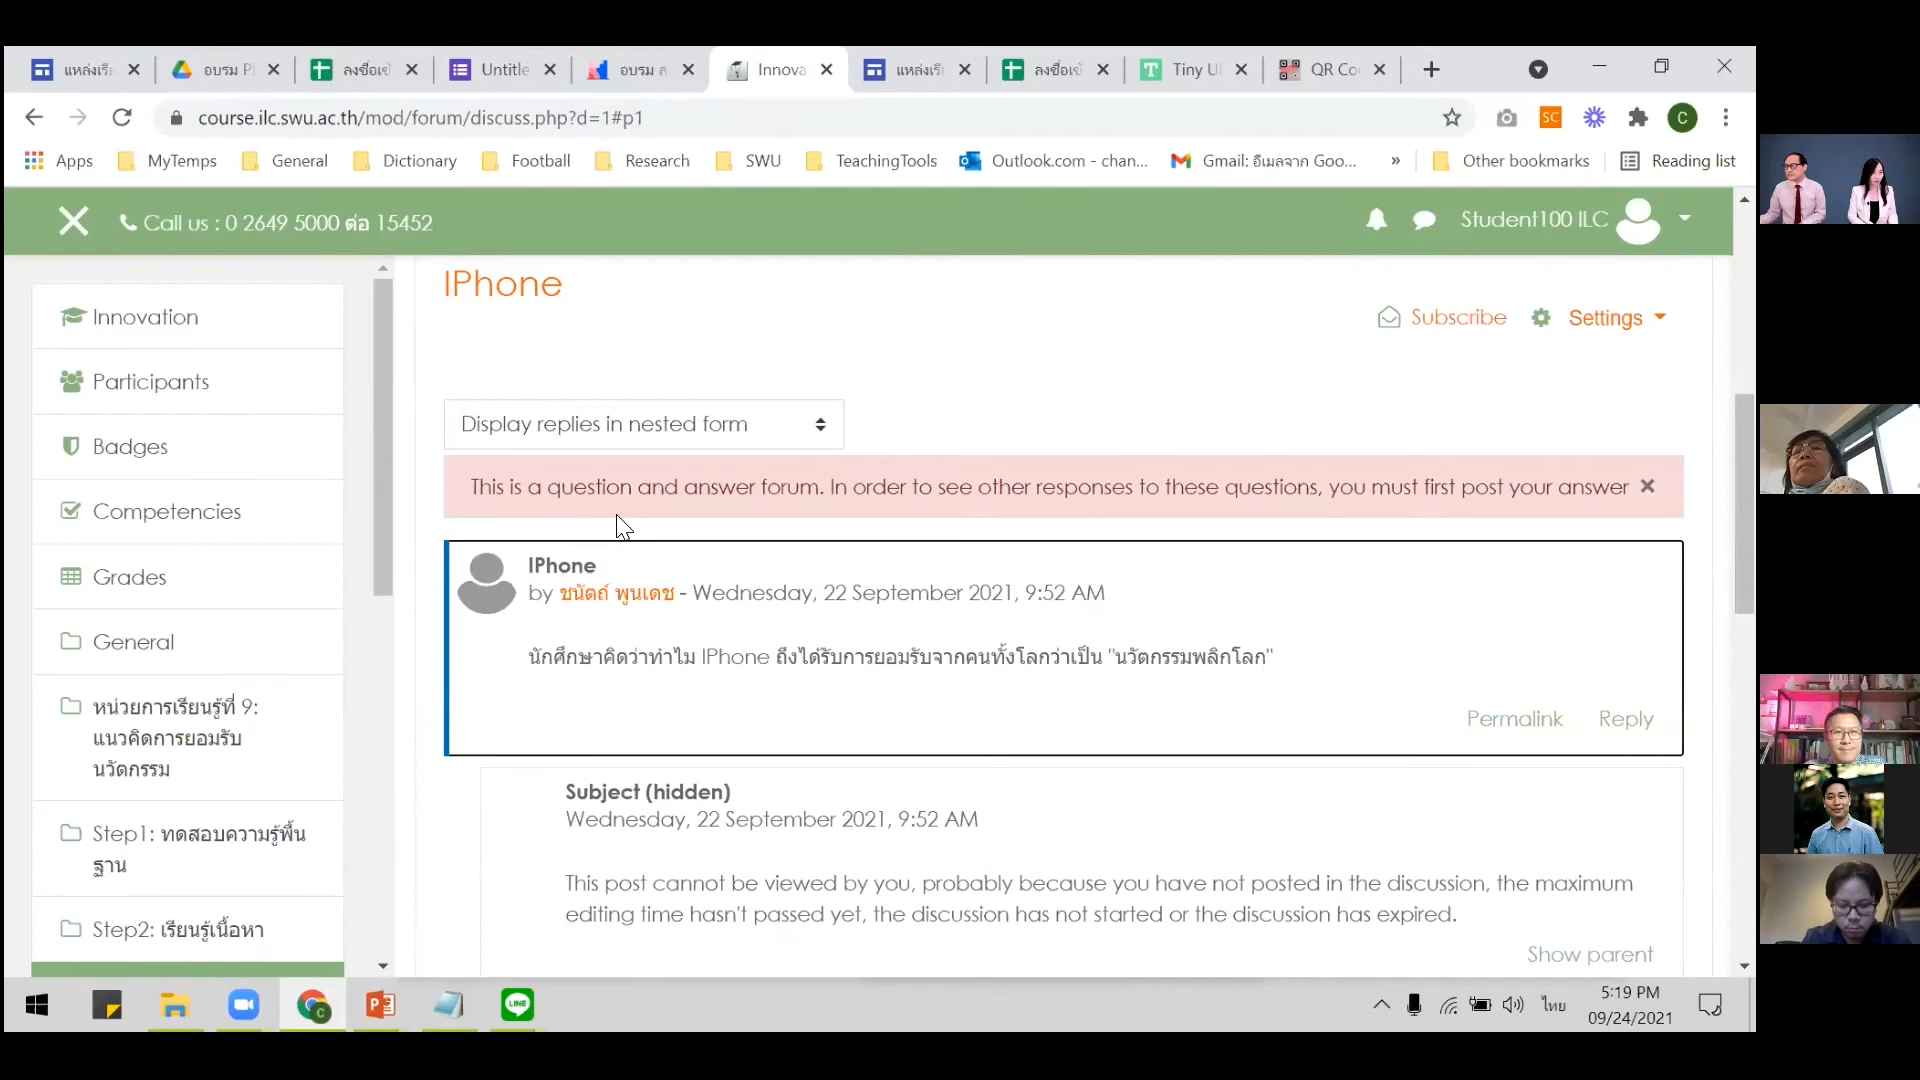 แหล่งเรี
อบรม P
ลงชื่อเข้
Untitle
อบรม ส
Innova
แหล่งเรี
ลงชื่อเข้
Tiny U
QR Co
course.ilc.swu.ac.th/mod/forum/discuss.php?d=1#p1
SC
C
Apps
MyTemps
General
Dictionary
Football
Research
SWU
TeachingTools
Outlook.com - chan...
Gmail: อีเมลจาก Goo...
»
Other bookmarks
Reading list
Call us : 0 2649 5000 ต่อ 15452
Student100 ILC
Innovation
Participants
Badges
Competencies
Grades
General
หน่วยการเรียนรู้ที่ 9:
แนวคิดการยอมรับ
นวัตกรรม
Step1: ทดสอบความรู้พื้น
ฐาน
Step2: เรียนรู้เนื้อหา
IPhone
Subscribe
Settings
Display replies in nested form
This is a question and answer forum. In order to see other responses to these questions, you must first post your answer
IPhone
by ชนัตถ์ พูนเดช - Wednesday, 22 September 2021, 9:52 AM
นักศึกษาคิดว่าทำไม IPhone ถึงได้รับการยอมรับจากคนทั้งโลกว่าเป็น "นวัตกรรมพลิกโลก"
Permalink
Reply
Subject (hidden)
Wednesday, 22 September 2021, 9:52 AM
This post cannot be viewed by you, probably because you have not posted in the discussion, the maximum
editing time hasn't passed yet, the discussion has not started or the discussion has expired.
Show parent
LINE
ไทย
5:19 PM
09/24/2021